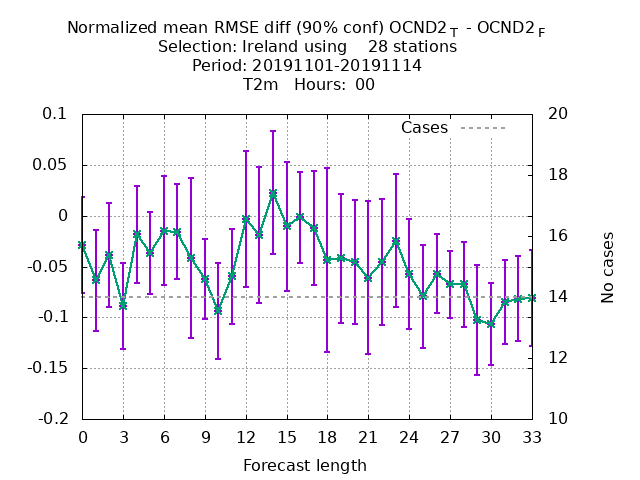 Normalized mean RMSE diff (90% conf) OCND2 T - OCND2 F
Selection: Ireland using 28 stations
Period: 20191101-20191114
T2m Hours: 00
0.1
0.05
0
-0.05
-0.1
-0.15
-0.2
Cases
20
18
16
14
12
10
No cases
0 3 6 9 12 15 18 21 24 27 30 33
Forecast length